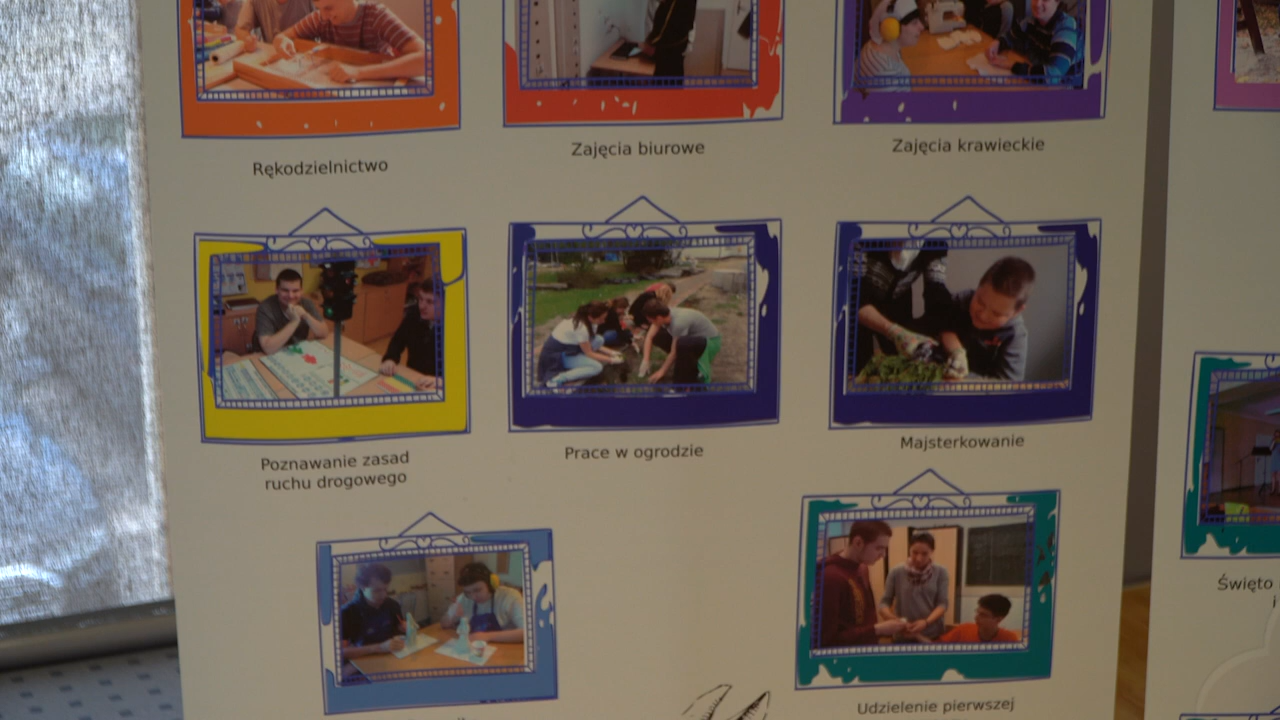 Rękodzielnictwo
Zajęcia biurowe
Zajęcia krawieckie
Poznawanie zasad
ruchu drogowego
Prace w ogrodzie
Majsterkowanie
Święto
Udzielenie pierwszej